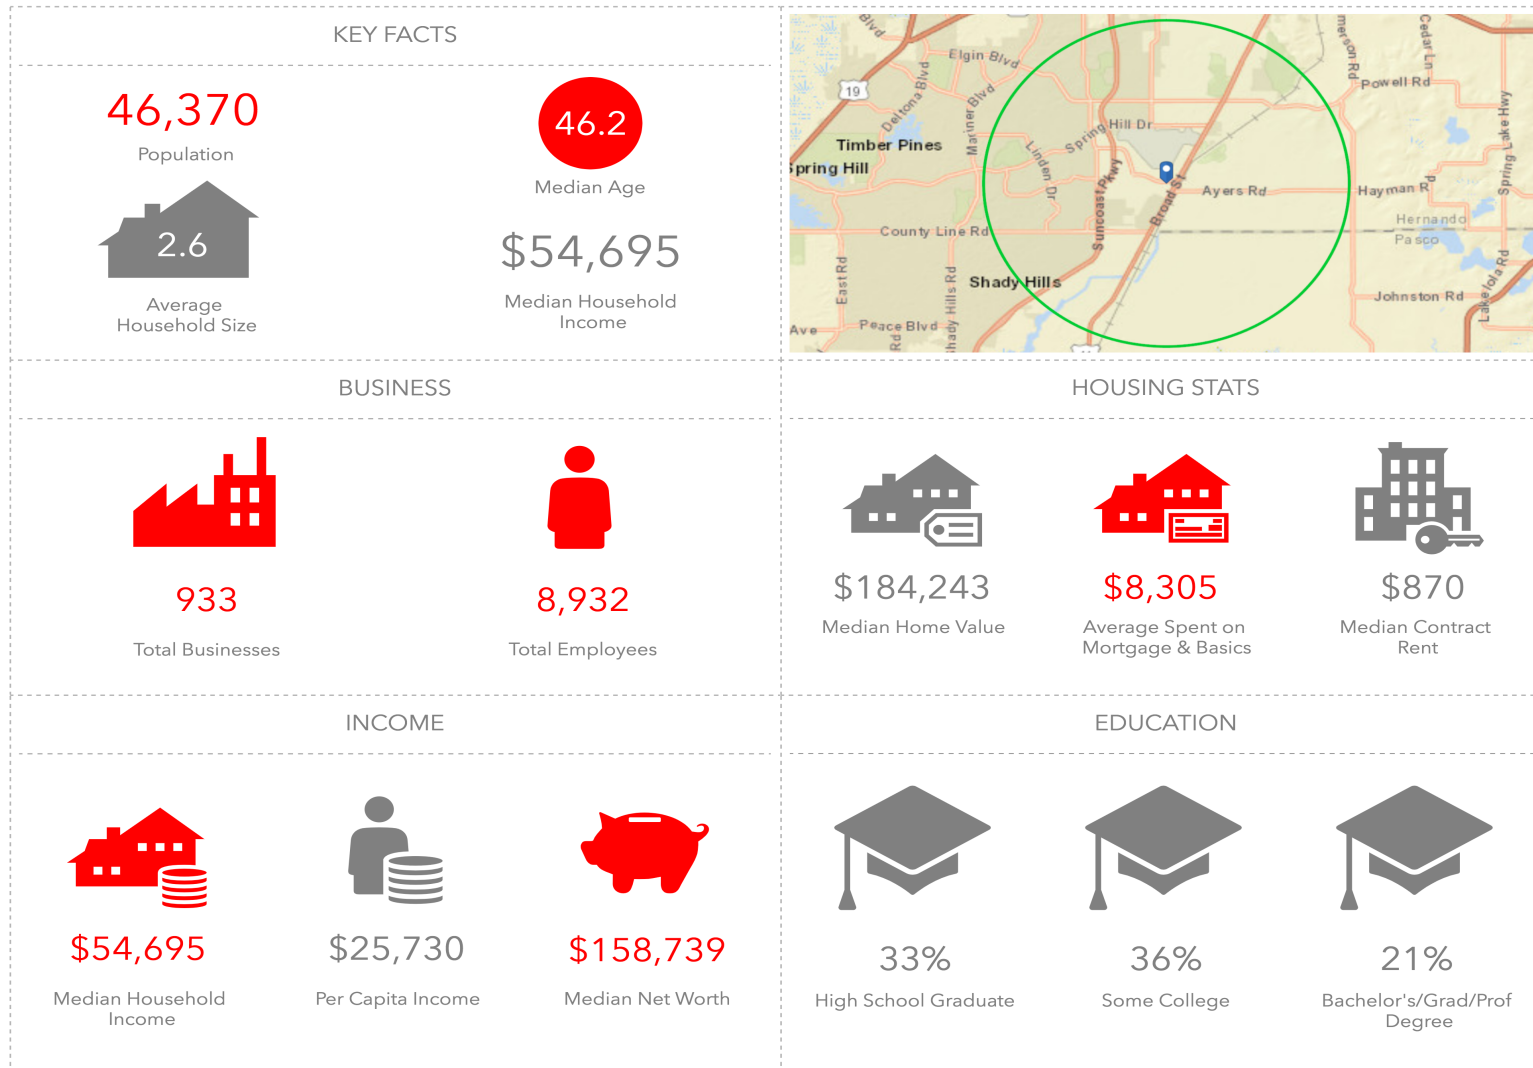 KEY FACTS
46,370
Population
46.2
Median Age
2.6
Average
Household Size
$54,695
Median Household
Income
Blvd
Elgin Blvd
19
Deltona Blvd
Mariner Blvd
Timber Pines
Spring Hill
Linden Dr
Spring Hill Dr
Suncoast Pkwy
Broad St
Ayers Rd
Powell Rd
Cedar Ln
Spring Lake Hwy
Hayman R
Hernando
Pasco
County Line Rd
East Rd
Shady Hills
Shady Hills Rd
Johnston Rd
Ave
Peace Blvd
Rd
BUSINESS
933
Total Businesses
8,932
Total Employees
HOUSING STATS
$184,243
Median Home Value
$8,305
Average Spent on
Mortgage & Basics
$870
Median Contract
Rent
INCOME
$54,695
Median Household
Income
$25,730
Per Capita Income
$158,739
Median Net Worth
EDUCATION
33%
High School Graduate
36%
Some College
21%
Bachelor's/Grad/Prof
Degree